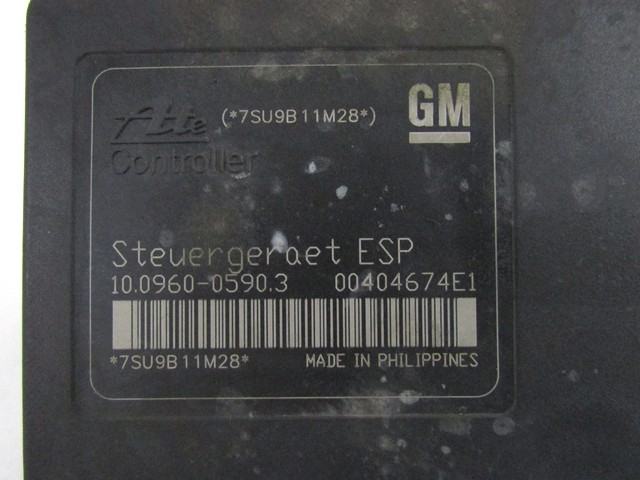 Ate (*7SU9B11M28*) GM
Controller
Steuergeraet ESP
10.0960-0590.3 00404674E1
*7SU9B11M28* MADE IN PHILIPPINES